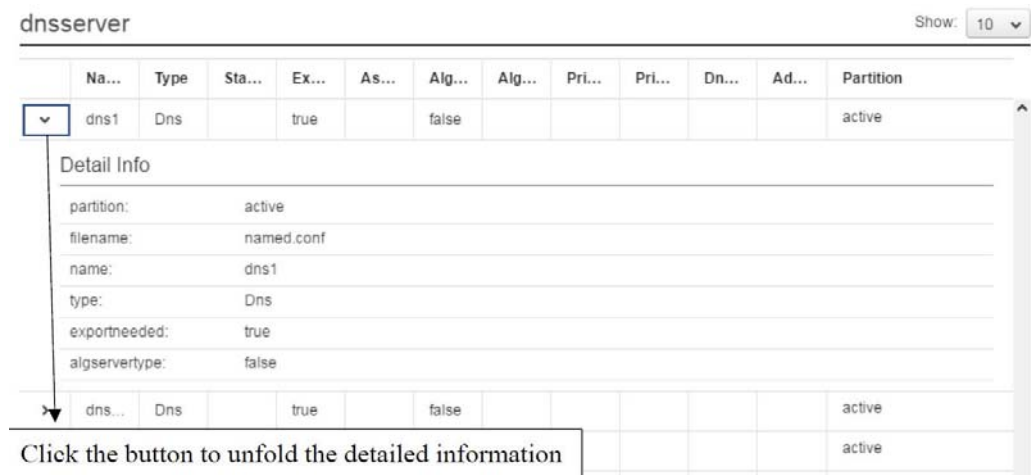 dnsserver Show: 10
Na... Type Sta... Ex... As... Alg... Alg... Pri... Pri... Dn... Ad... Partition
dns1 Dns true false active
Detail Info
partition: active
filename: named.conf
name: dns1
type: Dns
exportneeded: true
algservertype: false
dns... Dns true false active
Click the button to unfold the detailed information active